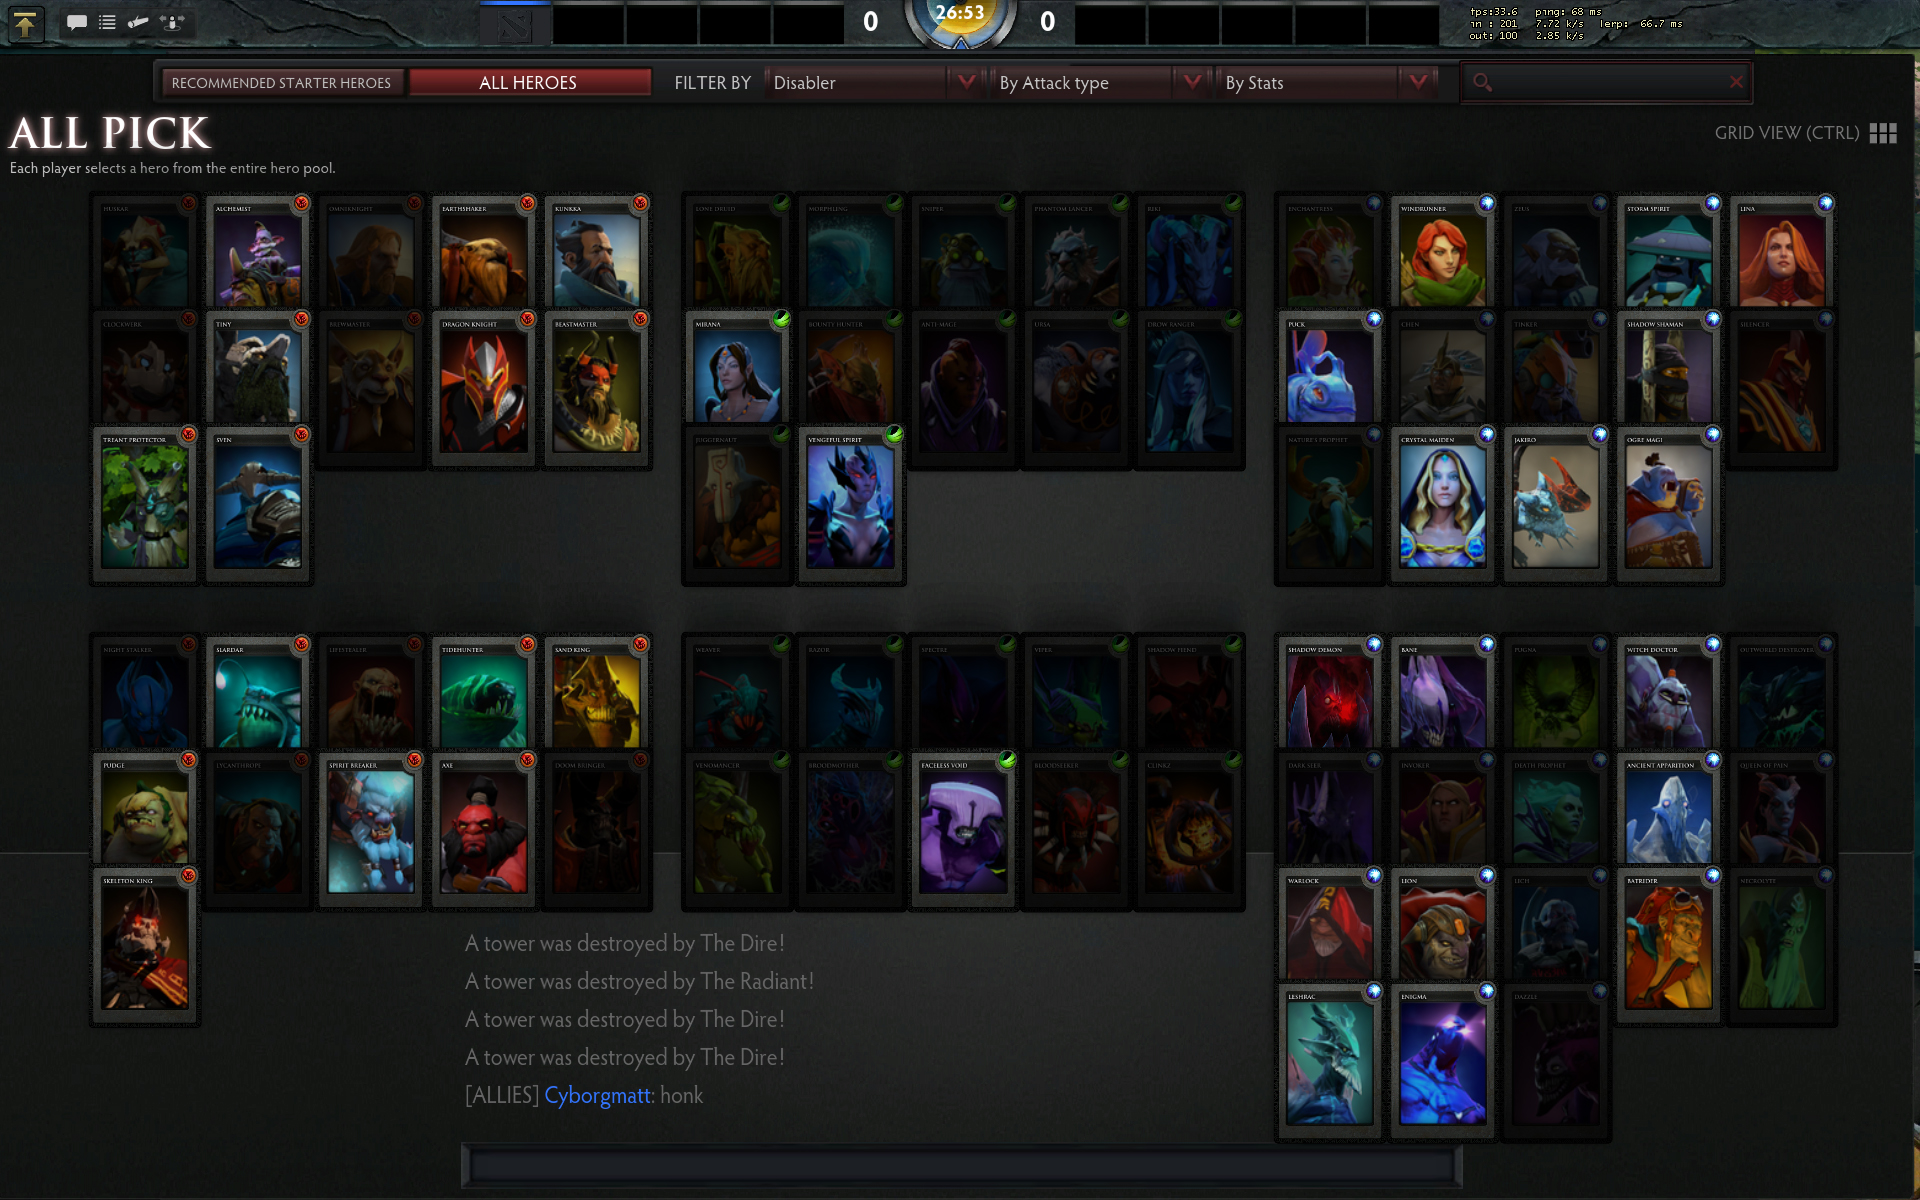 0
26:53
0
fps:33.6 ping: 68 ms
in : 201 7.72 k/s lerp: 66.7 ms
out: 100 2.85 k/s
RECOMMENDED STARTER HEROES
ALL HEROES
FILTER BY
Disabler
By Attack type
By Stats
ALL PICK
GRID VIEW (CTRL)
Each player selects a hero from the entire hero pool.
HUSKAR ALCHEMIST OMNIKNIGHT EARTHSHAKER KUNKKA
LONE DRUID MORPHLING SNIPER PHANTOM LANCER RIKI
ENCHANTRESS WINDRUNNER ZEUS STORM SPIRIT LINA
CLOCKWERK TINY BREWMASTER DRAGON KNIGHT BEASTMASTER
MIRANA BOUNTY HUNTER ANTI-MAGE URSA DROW RANGER
PUCK CHEN TINKER SHADOW SHAMAN SILENCER
TREANT PROTECTOR SVEN
JUGGERNAUT VENGEFUL SPIRIT
NATURE'S PROPHET CRYSTAL MAIDEN JAKIRO OGRE MAGI
NIGHT STALKER SLARDAR LIFESTEALER TIDEHUNTER SAND KING
WEAVER RAZOR SPECTRE VIPER SHADOW FIEND
SHADOW DEMON BANE PUGNA WITCH DOCTOR OUTWORLD DESTROYER
PUDGE LYCANTHROPE SPIRIT BREAKER AXE DOOM BRINGER
VENOMANCER BROODMOTHER FACELESS VOID BLOODSEEKER CLINKZ
DARK SEER INVOKER DEATH PROPHET ANCIENT APPARITION QUEEN OF PAIN
SKELETON KING
WARLOCK LION LICH BATRIDER NECROLYTE
LESHRAC ENIGMA DAZZLE
A tower was destroyed by The Dire!
A tower was destroyed by The Radiant!
A tower was destroyed by The Dire!
A tower was destroyed by The Dire!
[ALLIES] Cyborgmatt: honk